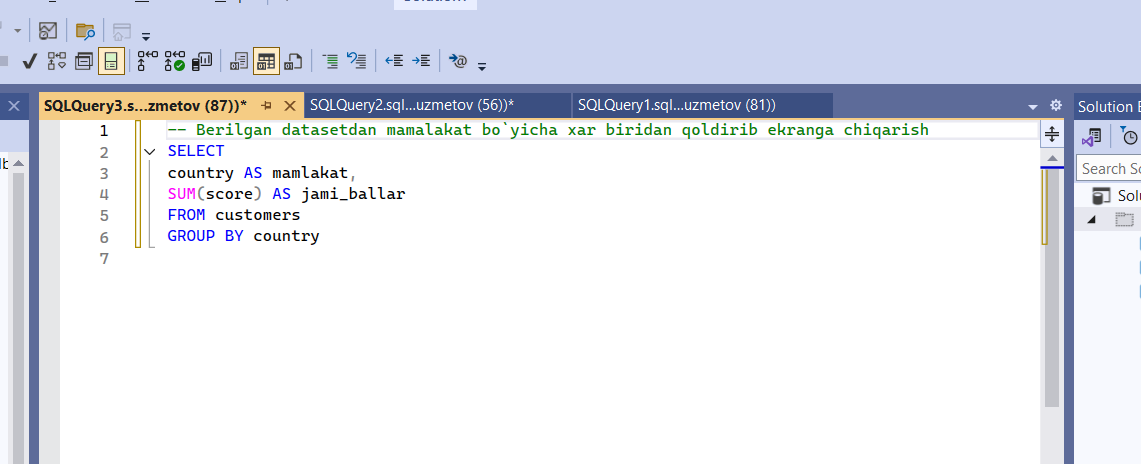 SQLQuery3.s...zmetov (87))*
SQLQuery2.sql...uzmetov (56))*
SQLQuery1.sql...uzmetov (81))
Solution E
1 -- Berilgan datasetdan mamalakat bo`yicha xar biridan qoldirib ekranga chiqarish
2 SELECT
3 country AS mamlakat,
4 SUM(score) AS jami_ballar
5 FROM customers
6 GROUP BY country
7
Search So
Solu